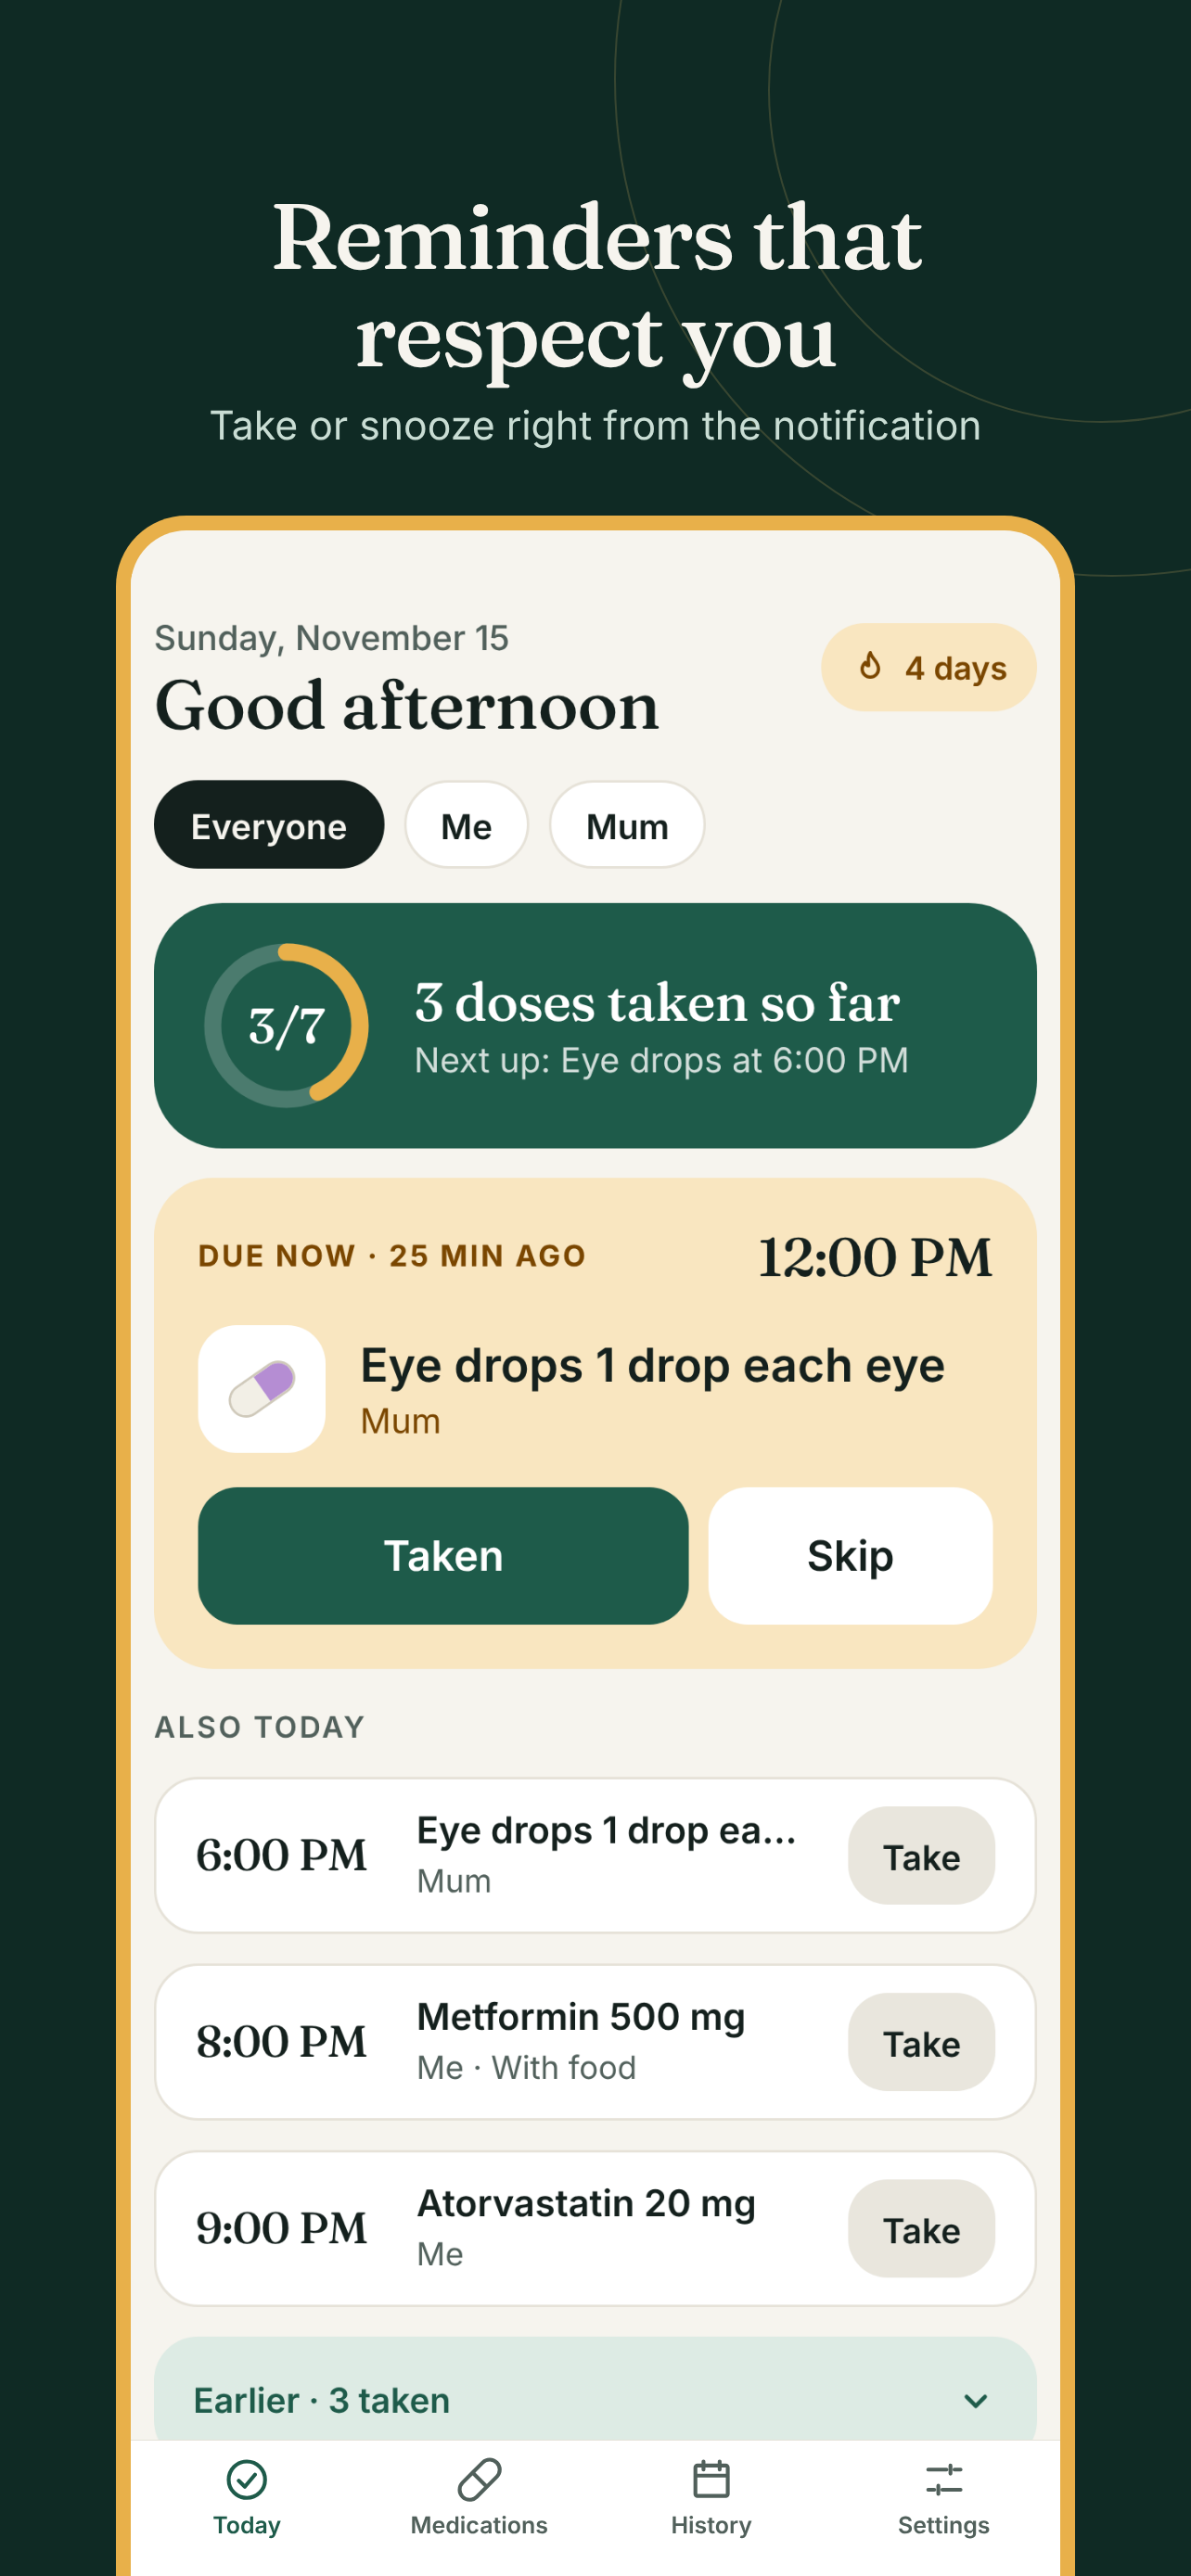 Reminders that
respect you
Take or snooze right from the notification
Sunday, November 15
Good afternoon
4 days
Everyone
Me
Mum
3/7
3 doses taken so far
Next up: Eye drops at 6:00 PM
DUE NOW · 25 MIN AGO
12:00 PM
Eye drops 1 drop each eye
Mum
Taken
Skip
ALSO TODAY
6:00 PM
Eye drops 1 drop ea...
Mum
Take
8:00 PM
Metformin 500 mg
Me · With food
Take
9:00 PM
Atorvastatin 20 mg
Me
Take
Earlier · 3 taken
Today
Medications
History
Settings